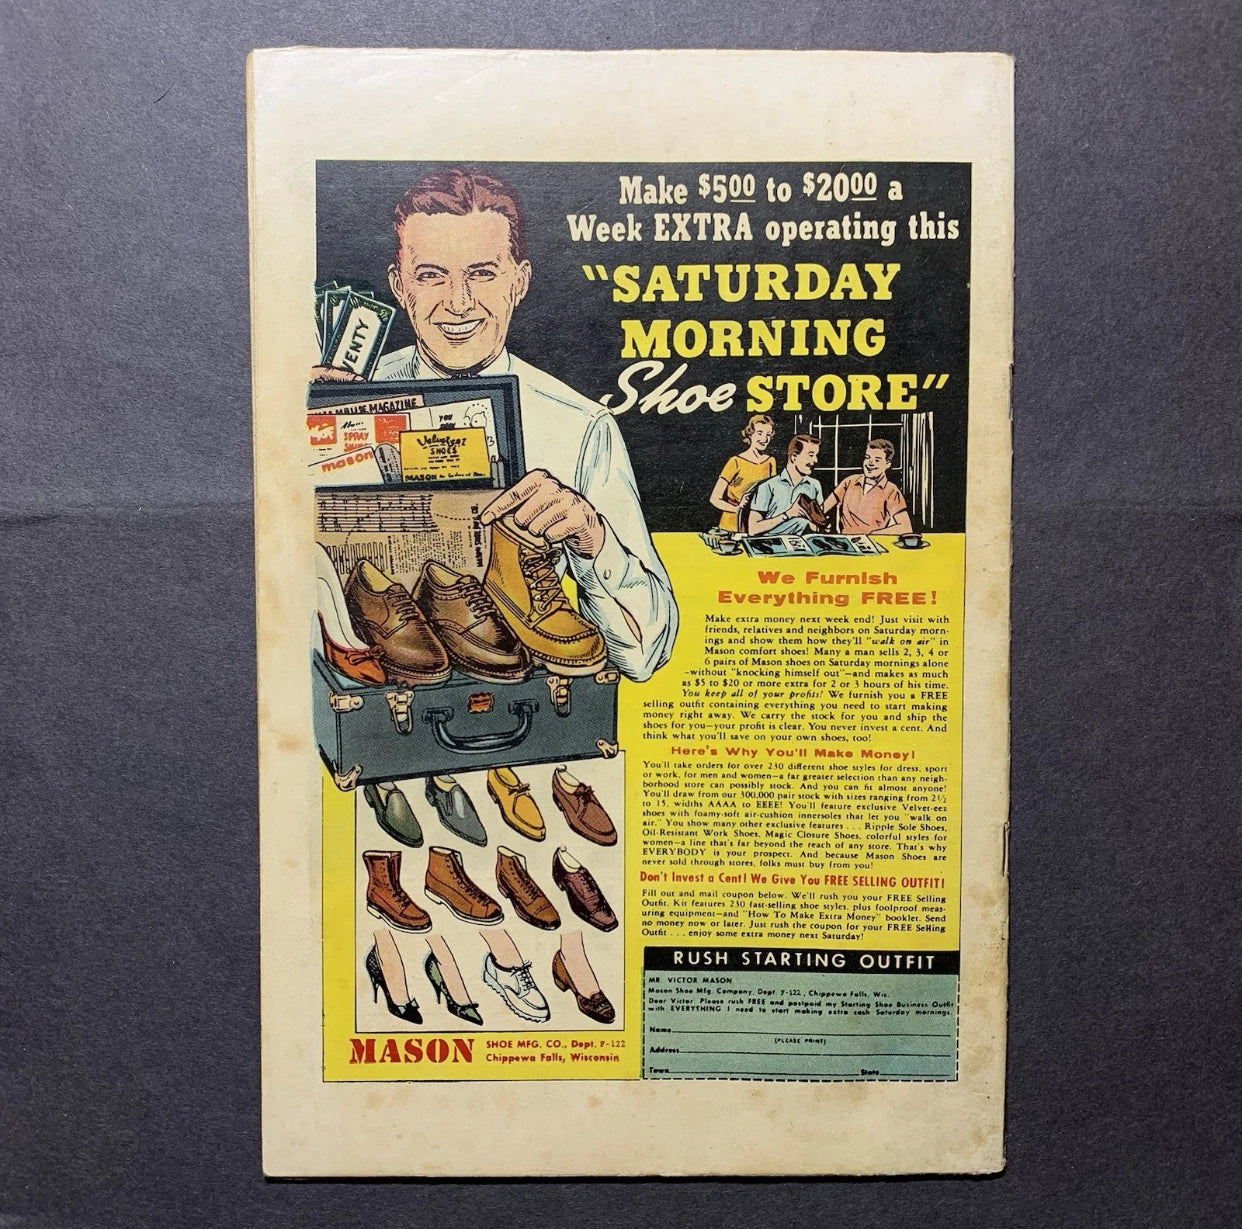 Make $5.00 to $20.00 a
Week EXTRA operating this
"SATURDAY
MORNING
Shoe STORE"
VENTY
MAGAZINE
SPRAY
mason
YOU
Velvet-eez
SHOES
MASON
We Furnish
Everything FREE!
Make extra money next week end! Just visit with
friends, relatives and neighbors on Saturday morn-
ings and show them how they'll "walk on air" in
Mason comfort shoes! Many a man sells 2, 3, 4 or
6 pairs of Mason shoes on Saturday mornings alone
-without "knocking himself out"—and makes as much
as $5 to $20 or more extra for 2 or 3 hours of his time.
You keep all of your profits! We furnish you a FREE
selling outfit containing everything you need to start making
money right away. We carry the stock for you and ship the
shoes for you—your profit is clear. You never invest a cent. And
think what you'll save on your own shoes, too!
Here's Why You'll Make Money!
You'll take orders for over 230 different shoe styles for dress, sport
or work, for men and women—a far greater selection than any neigh-
borhood store can possibly stock. And you can fit almost anyone!
You'll draw from our 300,000 pair stock with sizes ranging from 2½
to 15, widths AAAA to EEEE! You'll feature exclusive Velvet-eez
shoes with foamy-soft air-cushion innersoles that let you "walk on
air." You show many other exclusive features . . . Ripple Sole Shoes,
Oil-Resistant Work Shoes, Magic Closure Shoes, colorful styles for
women—a line that's far beyond the reach of any store. That's why
EVERYBODY is your prospect. And because Mason Shoes are
never sold through stores, folks must buy from you!
Don't Invest a Cent! We Give You FREE SELLING OUTFIT!
Fill out and mail coupon below. We'll rush you your FREE Selling
Outfit. Kit features 230 fast-selling shoe styles, plus foolproof meas-
uring equipment—and "How To Make Extra Money" booklet. Send
no money now or later. Just rush the coupon for your FREE Selling
Outfit . . . enjoy some extra money next Saturday!
MASON
SHOE MFG. CO., Dept. F-122
Chippewa Falls, Wisconsin
RUSH STARTING OUTFIT
MR. VICTOR MASON
Mason Shoe Mfg. Company, Dept. F-122, Chippewa Falls, Wis.
Dear Victor: Please rush FREE and postpaid my Starting Shoe Business Outfit
with EVERYTHING I need to start making extra cash Saturday mornings.
Name
(PLEASE PRINT)
Address
Town State